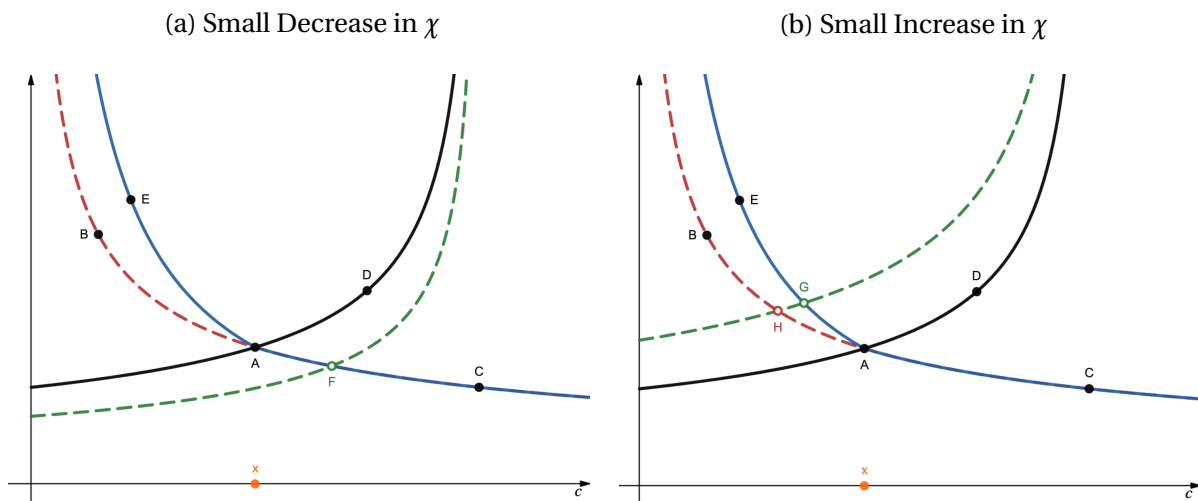 (a) Small Decrease in χ
E
B
D
A
F
C
x
c
(b) Small Increase in χ
E
B
G
D
H
A
C
x
c